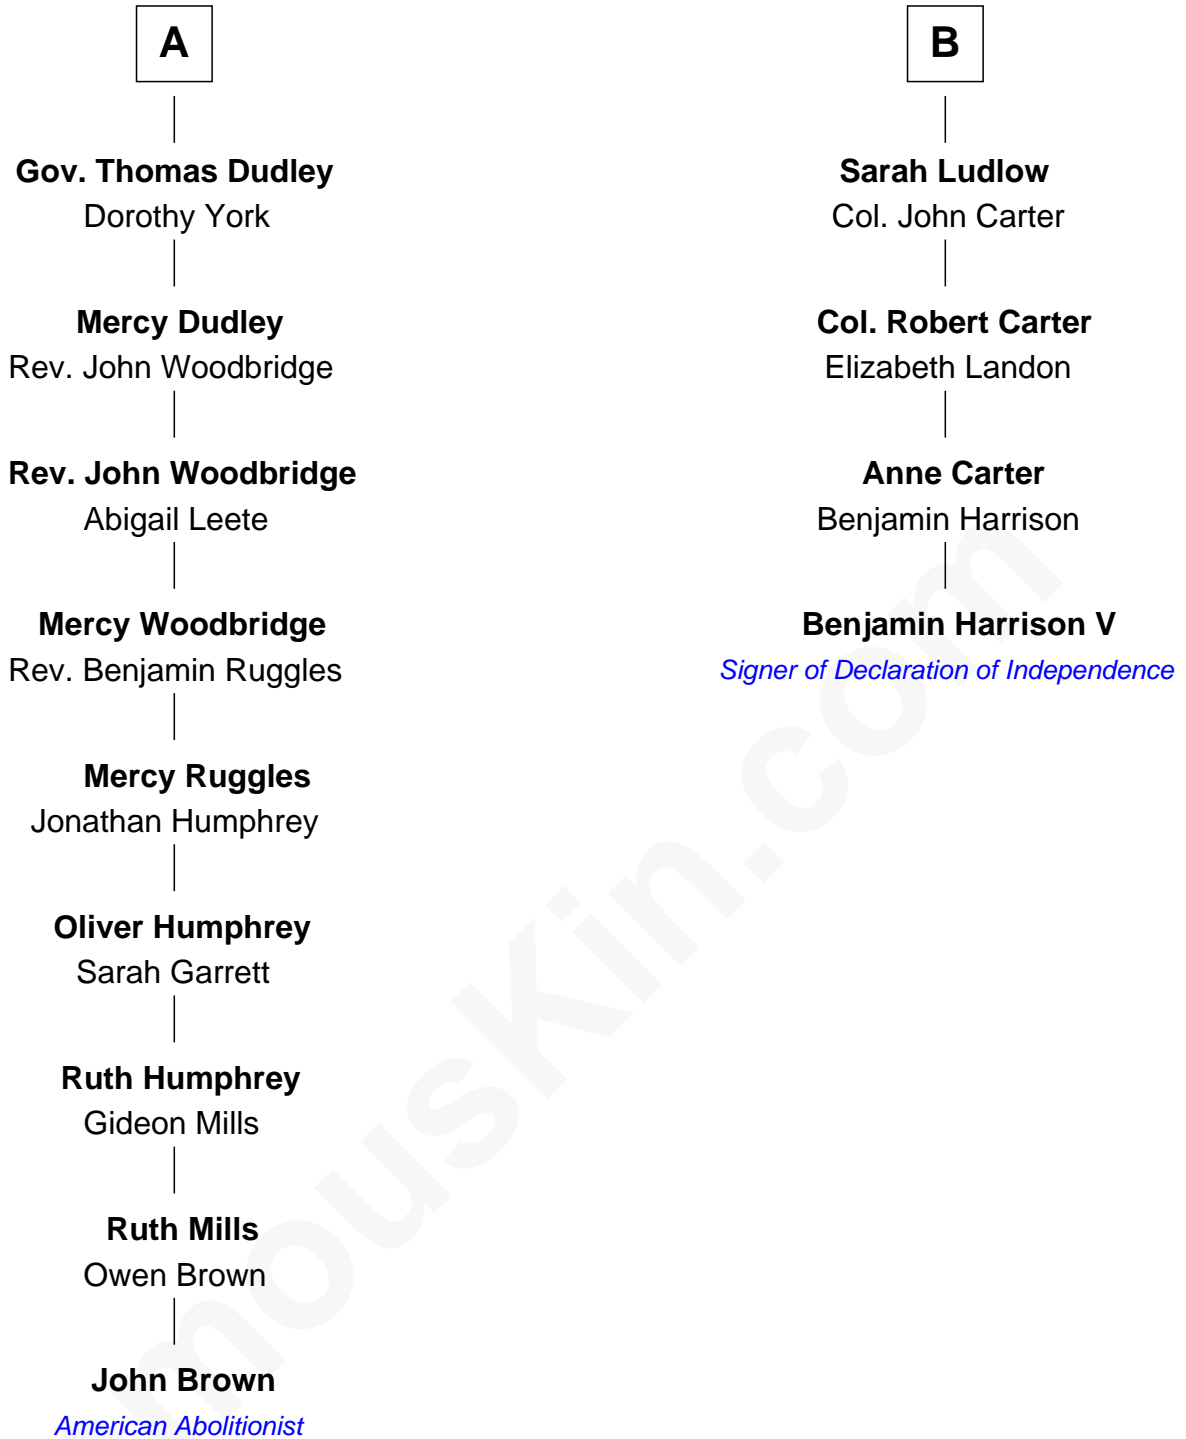 A
Gov. Thomas Dudley
Dorothy York
Mercy Dudley
Rev. John Woodbridge
Rev. John Woodbridge
Abigail Leete
Mercy Woodbridge
Rev. Benjamin Ruggles
Mercy Ruggles
Jonathan Humphrey
Oliver Humphrey
Sarah Garrett
Ruth Humphrey
Gideon Mills
Ruth Mills
Owen Brown
John Brown
American Abolitionist
B
Sarah Ludlow
Col. John Carter
Col. Robert Carter
Elizabeth Landon
Anne Carter
Benjamin Harrison
Benjamin Harrison V
Signer of Declaration of Independence
mousKin.com